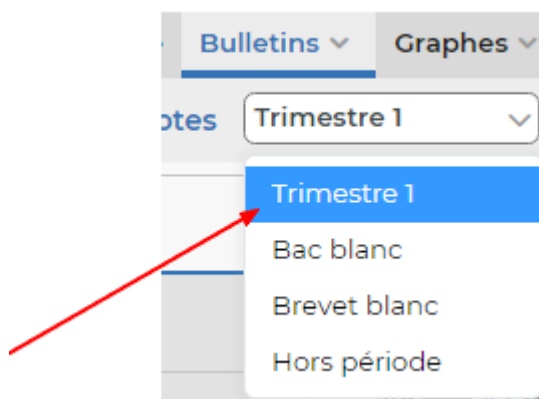 Bulletins Graphes
otes Trimestre 1
Trimestre 1
Bac blanc
Brevet blanc
Hors période